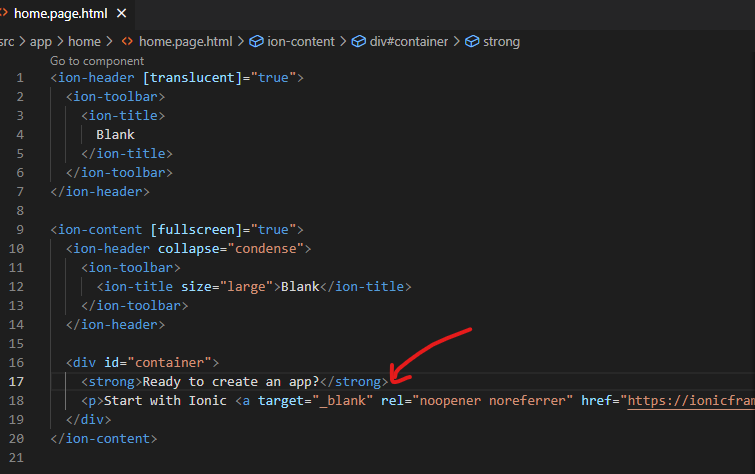 home.page.html
src > app > home > home.page.html > ion-content > div#container > strong
Go to component
1 <ion-header [translucent]="true">
2 <ion-toolbar>
3 <ion-title>
4 Blank
5 </ion-title>
6 </ion-toolbar>
7 </ion-header>
8
9 <ion-content [fullscreen]="true">
10 <ion-header collapse="condense">
11 <ion-toolbar>
12 <ion-title size="large">Blank</ion-title>
13 </ion-toolbar>
14 </ion-header>
15
16 <div id="container">
17 <strong>Ready to create an app?</strong>
18 <p>Start with Ionic <a target="_blank" rel="noopener noreferrer" href="https://ionicfram
19 </div>
20 </ion-content>
21